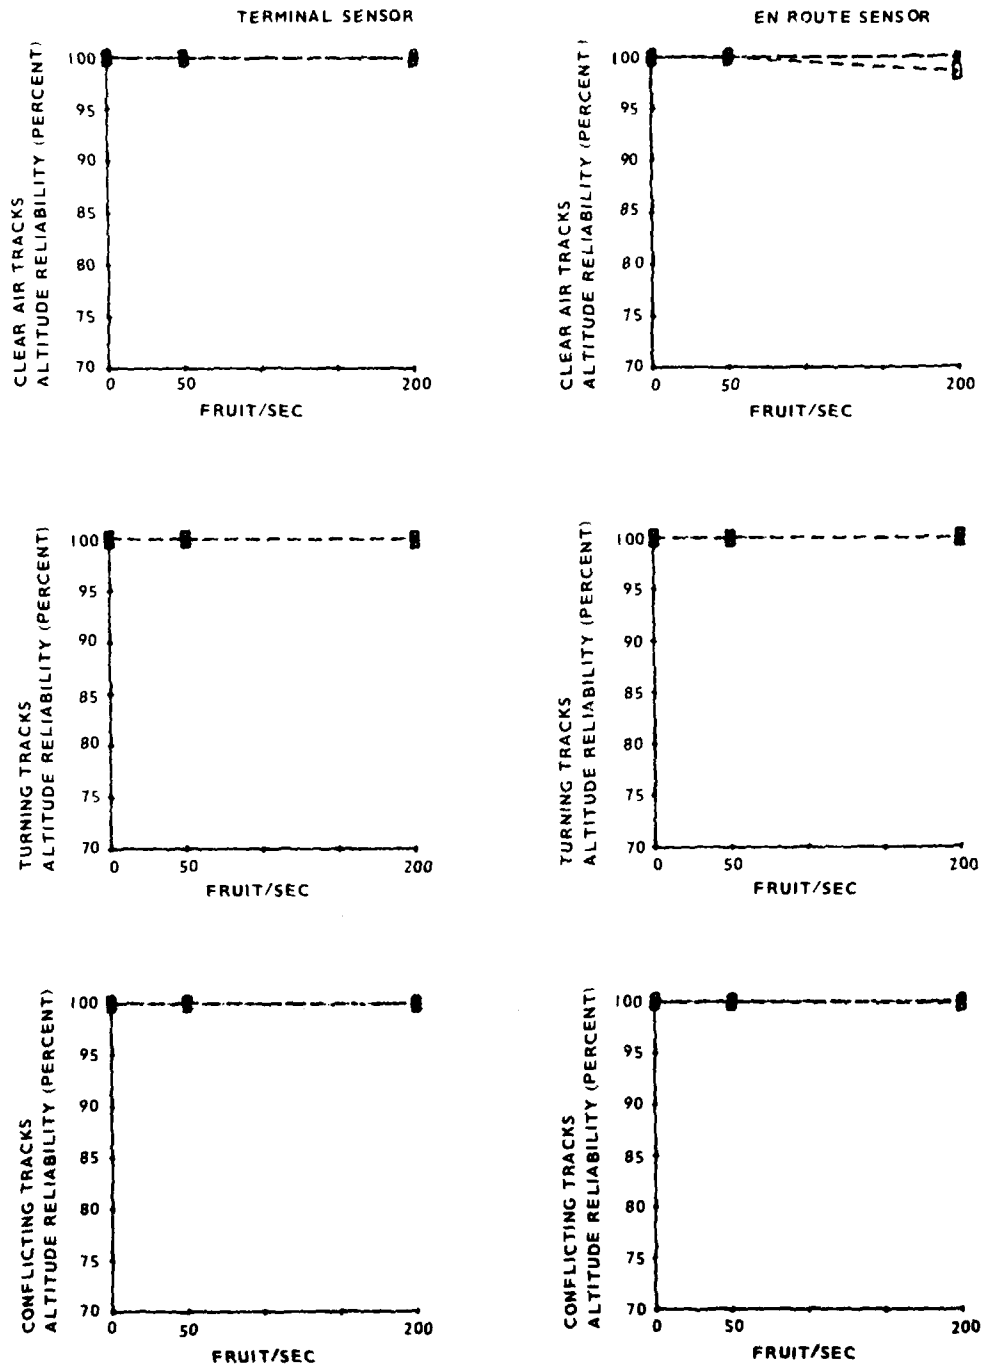 TERMINAL SENSOR
CLEAR AIR TRACKS
ALTITUDE RELIABILITY (PERCENT)
100
95
90
85
80
75
70
0 50 200
FRUIT/SEC
EN ROUTE SENSOR
CLEAR AIR TRACKS
ALTITUDE RELIABILITY (PERCENT)
100
95
90
85
80
75
70
0 50 200
FRUIT/SEC
TURNING TRACKS
ALTITUDE RELIABILITY (PERCENT)
100
95
90
85
80
75
70
0 50 200
FRUIT/SEC
TURNING TRACKS
ALTITUDE RELIABILITY (PERCENT)
100
95
90
85
80
75
70
0 50 200
FRUIT/SEC
CONFLICTING TRACKS
ALTITUDE RELIABILITY (PERCENT)
100
95
90
85
80
75
70
0 50 200
FRUIT/SEC
CONFLICTING TRACKS
ALTITUDE RELIABILITY (PERCENT)
100
95
90
85
80
75
70
0 50 200
FRUIT/SEC